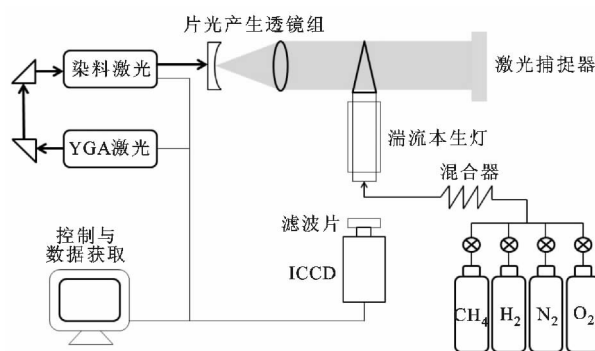 片光产生透镜组
染料激光
激光捕捉器
YGA激光
湍流本生灯
混合器
滤波片
控制与
数据获取
ICCD
CH4
H2
N2
O2